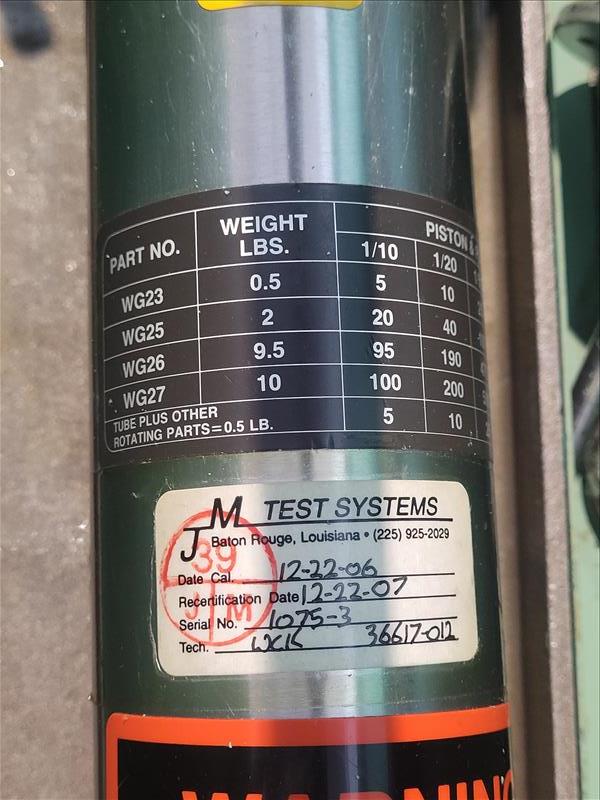 PART NO. WEIGHT LBS. PISTON &
1/10 1/20
WG23 0.5 5 10
WG25 2 20 40
WG26 9.5 95 190
WG27 10 100 200
TUBE PLUS OTHER
ROTATING PARTS=0.5 LB. 5 10
JM TEST SYSTEMS
Baton Rouge, Louisiana • (225) 925-2029
39
J M
Date Cal. 12-22-06
Recertification Date 12-22-07
Serial No. 1075-3
Tech. WCK 36617-012
WARNING